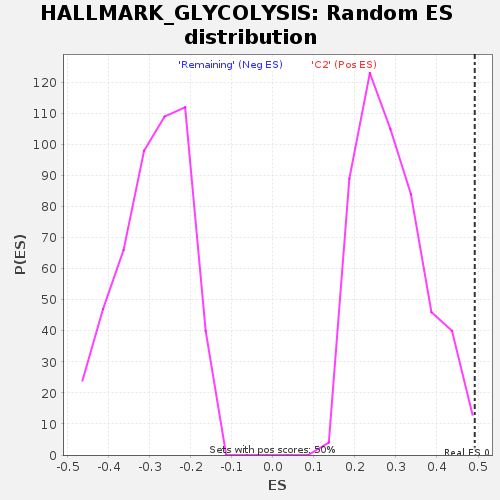 HALLMARK_GLYCOLYSIS: Random ES
distribution
'Remaining' (Neg ES) 'C2' (Pos ES)
P(ES)
120
110
100
90
80
70
60
50
40
30
20
10
0
Sets with pos scores: 50%
Real ES 0
-0.5 -0.4 -0.3 -0.2 -0.1 0.0 0.1 0.2 0.3 0.4 0.5
ES